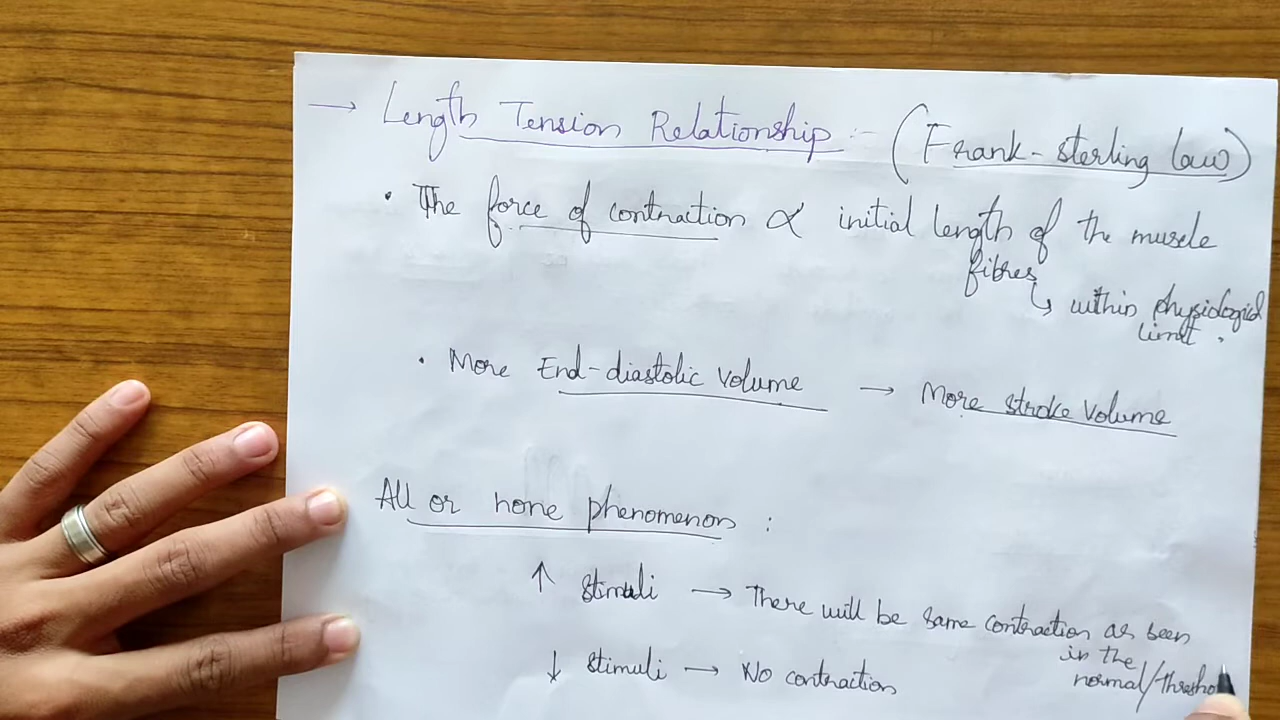 → Length Tension Relationship :- (Frank-sterling law)
• The force of contraction ∝ initial length of the muscle
fibres
↳ within physiological
limit.
• More End-diastolic Volume → More stroke Volume
All or none phenomenon :
↑ stimuli → There will be same contraction as seen
in the
normal/thresho
↓ stimuli → No contraction